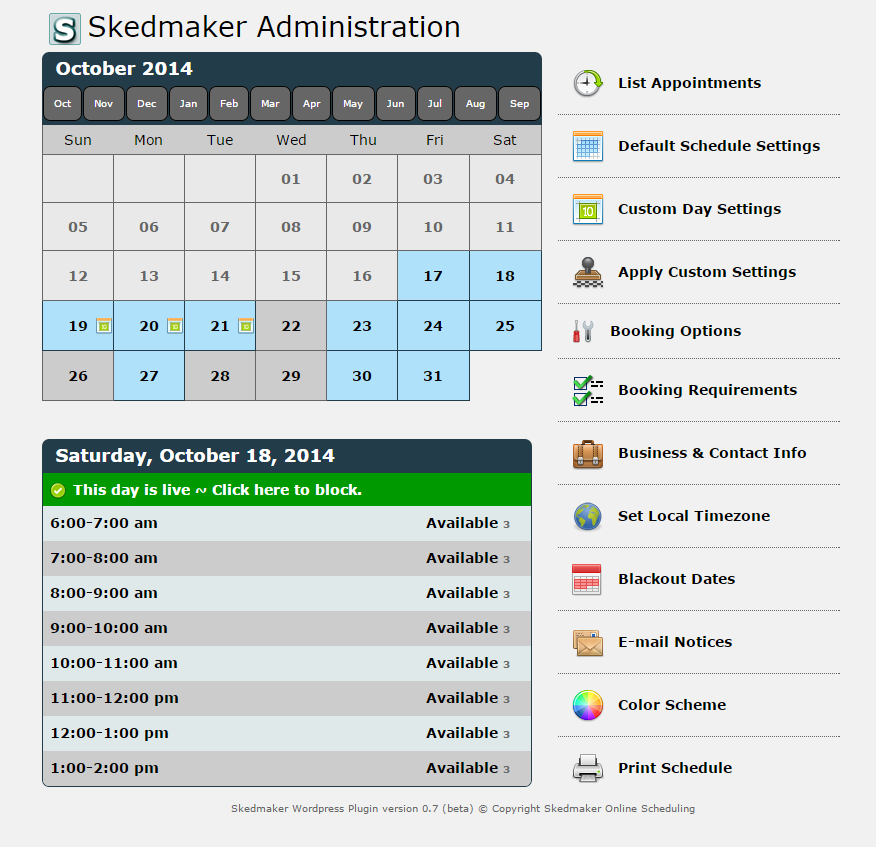 S Skedmaker Administration
October 2014
Oct Nov Dec Jan Feb Mar Apr May Jun Jul Aug Sep
Sun Mon Tue Wed Thu Fri Sat
01 02 03 04
05 06 07 08 09 10 11
12 13 14 15 16 17 18
19 10 20 10 21 10 22 23 24 25
26 27 28 29 30 31
Saturday, October 18, 2014
This day is live ~ Click here to block.
6:00-7:00 am Available 3
7:00-8:00 am Available 3
8:00-9:00 am Available 3
9:00-10:00 am Available 3
10:00-11:00 am Available 3
11:00-12:00 pm Available 3
12:00-1:00 pm Available 3
1:00-2:00 pm Available 3
List Appointments
Default Schedule Settings
10 Custom Day Settings
Apply Custom Settings
Booking Options
Booking Requirements
Business & Contact Info
Set Local Timezone
Blackout Dates
E-mail Notices
Color Scheme
Print Schedule
Skedmaker Wordpress Plugin version 0.7 (beta) © Copyright Skedmaker Online Scheduling